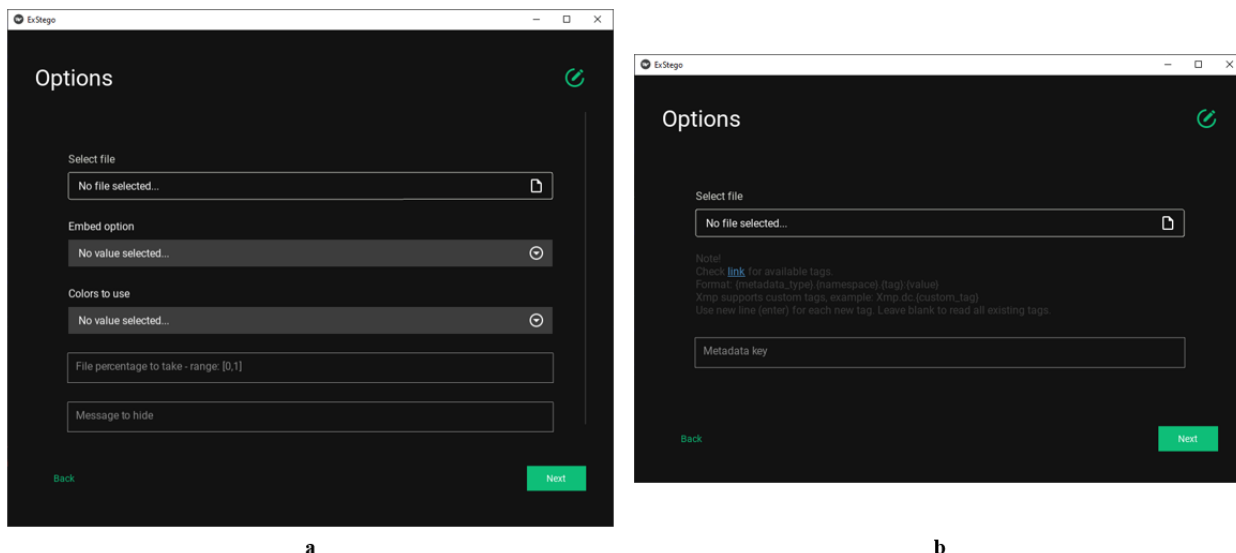 ExStego
Options
Select file
No file selected...
Embed option
No value selected...
Colors to use
No value selected...
File percentage to take - range: [0,1]
Message to hide
Back
Next
a
ExStego
Options
Select file
No file selected...
Note!
Check link for available tags.
Format: {metadata_type}.{namespace}.{tag}:{value}
Xmp supports custom tags, example: Xmp.dc.{custom_tag}
Use new line (enter) for each new tag. Leave blank to read all existing tags.
Metadata key
Back
Next
b